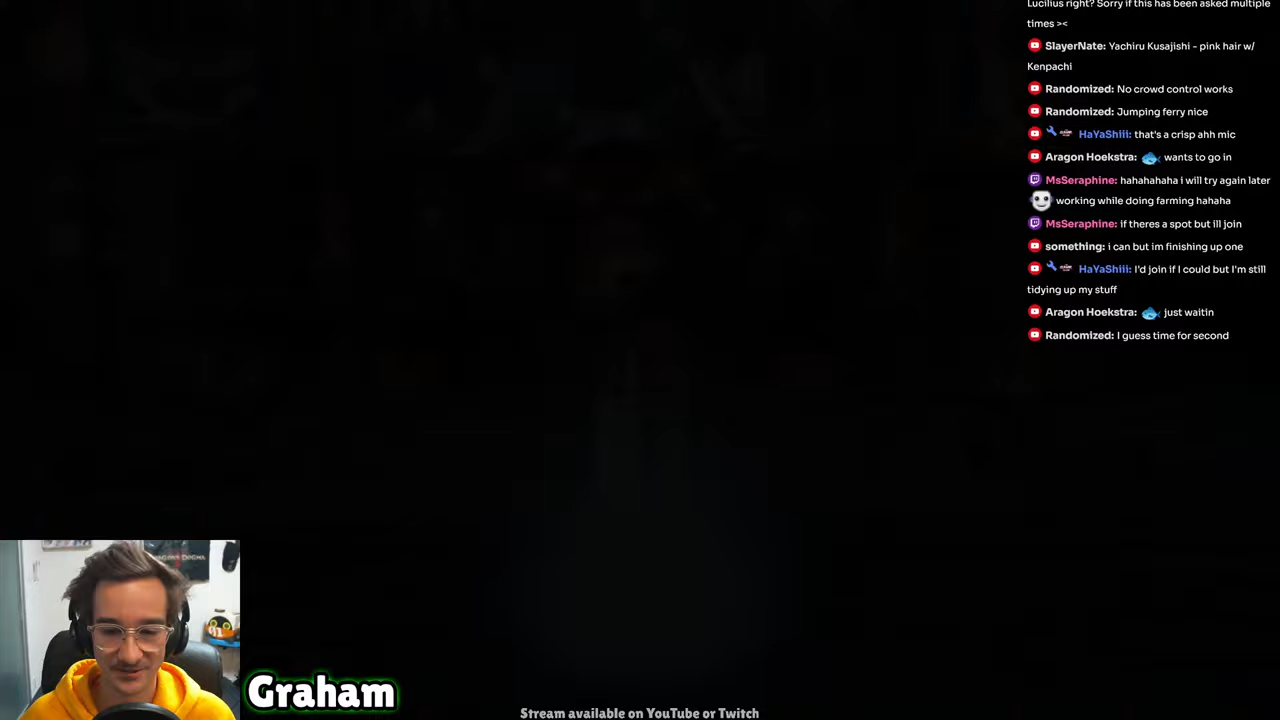 Lucilius right? Sorry if this has been asked multiple
times ><
SlayerNate: Yachiru Kusajishi - pink hair w/
Kenpachi
Randomized: No crowd control works
Randomized: Jumping ferry nice
HaYaShiii: that's a crisp ahh mic
Aragon Hoekstra: 🐟 wants to go in
MsSeraphine: hahahahaha i will try again later
working while doing farming hahaha
MsSeraphine: if theres a spot but ill join
something: i can but im finishing up one
HaYaShiii: I'd join if I could but I'm still
tidying up my stuff
Aragon Hoekstra: 🐟 just waitin
Randomized: I guess time for second
Graham
Stream available on YouTube or Twitch